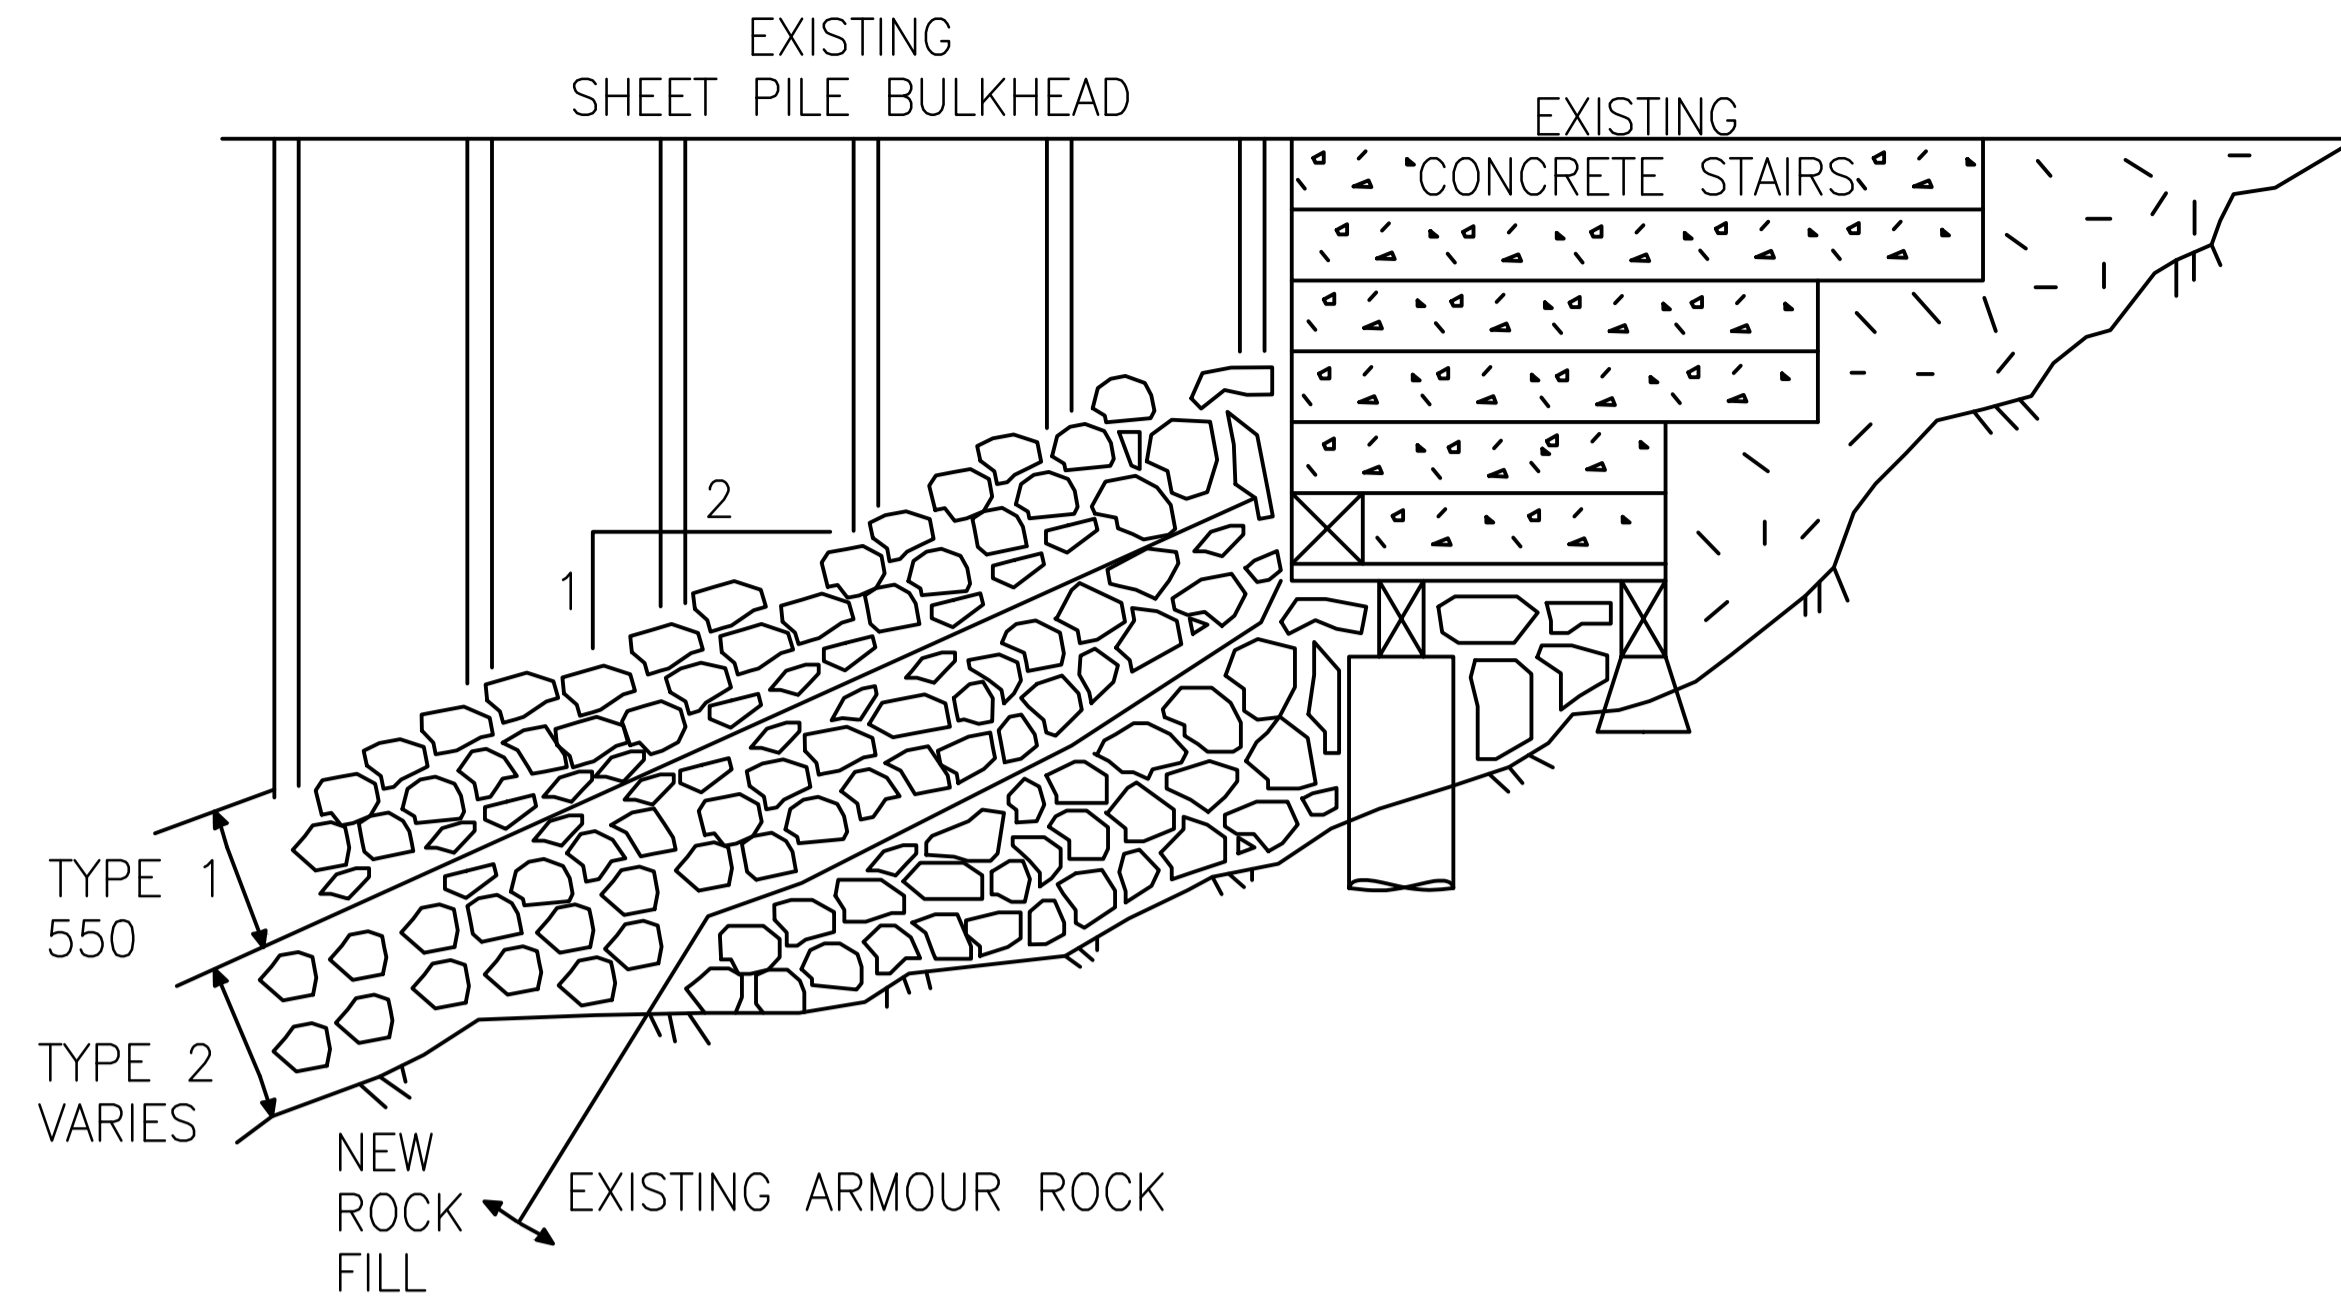 EXISTING
SHEET PILE BULKHEAD
EXISTING
CONCRETE STAIRS
2
1
TYPE 1
550
TYPE 2
VARIES
NEW
ROCK
FILL
EXISTING ARMOUR ROCK